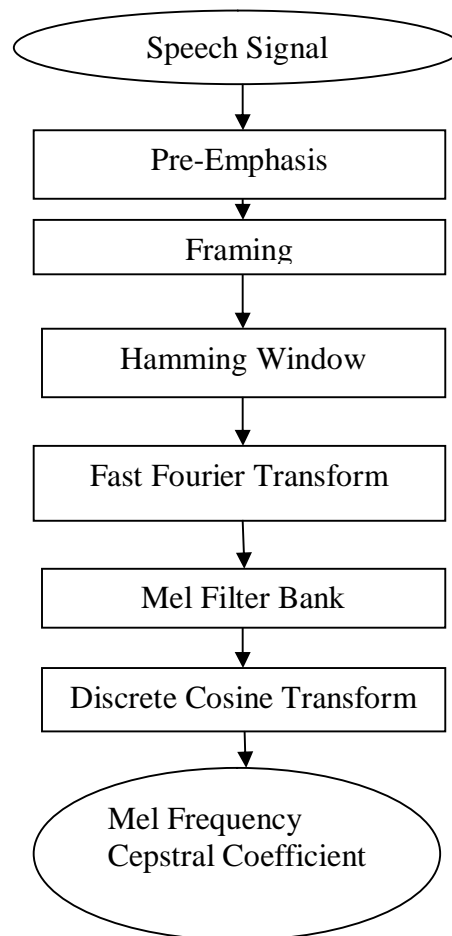 Speech Signal
Pre-Emphasis
Framing
Hamming Window
Fast Fourier Transform
Mel Filter Bank
Discrete Cosine Transform
Mel Frequency
Cepstral Coefficient